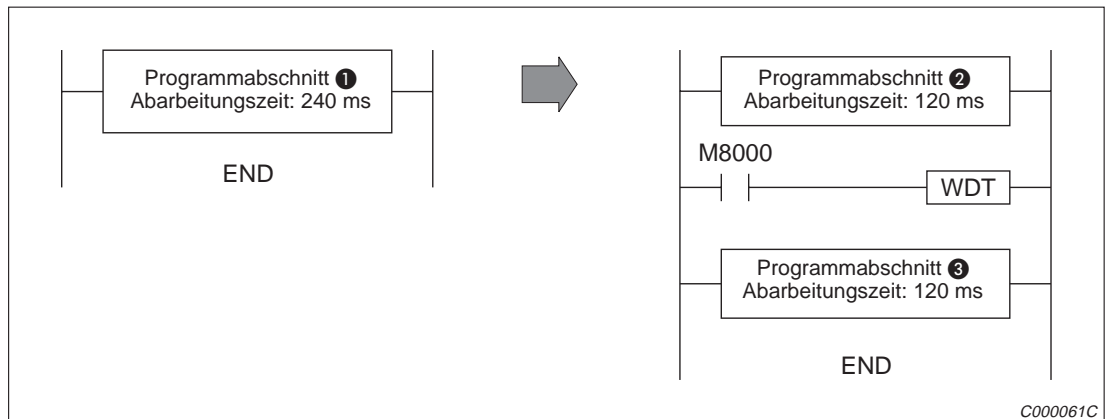 Programmabschnitt ❶
Abarbeitungszeit: 240 ms
END
Programmabschnitt ❷
Abarbeitungszeit: 120 ms
M8000
WDT
Programmabschnitt ❸
Abarbeitungszeit: 120 ms
END
C000061C